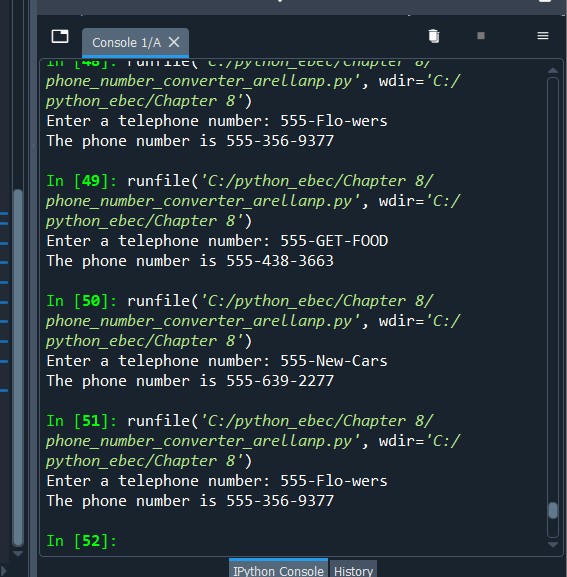 Console 1/A
In [48]: runfile('C:/python_ebec/Chapter 8/
phone_number_converter_arellanp.py', wdir='C:/
python_ebec/Chapter 8')
Enter a telephone number: 555-Flo-wers
The phone number is 555-356-9377
In [49]: runfile('C:/python_ebec/Chapter 8/
phone_number_converter_arellanp.py', wdir='C:/
python_ebec/Chapter 8')
Enter a telephone number: 555-GET-FOOD
The phone number is 555-438-3663
In [50]: runfile('C:/python_ebec/Chapter 8/
phone_number_converter_arellanp.py', wdir='C:/
python_ebec/Chapter 8')
Enter a telephone number: 555-New-Cars
The phone number is 555-639-2277
In [51]: runfile('C:/python_ebec/Chapter 8/
phone_number_converter_arellanp.py', wdir='C:/
python_ebec/Chapter 8')
Enter a telephone number: 555-Flo-wers
The phone number is 555-356-9377
In [52]:
IPython Console History